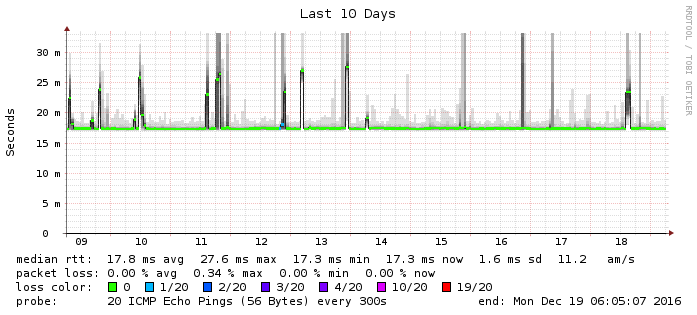 Last 10 Days
RRDTOOL / TOBI OETIKER
Seconds
30 m
25 m
20 m
15 m
10 m
5 m
0
09 10 11 12 13 14 15 16 17 18
median rtt: 17.8 ms avg 27.6 ms max 17.3 ms min 17.3 ms now 1.6 ms sd 11.2 am/s
packet loss: 0.00 % avg 0.34 % max 0.00 % min 0.00 % now
loss color: 0 1/20 2/20 3/20 4/20 10/20 19/20
probe: 20 ICMP Echo Pings (56 Bytes) every 300s end: Mon Dec 19 06:05:07 2016